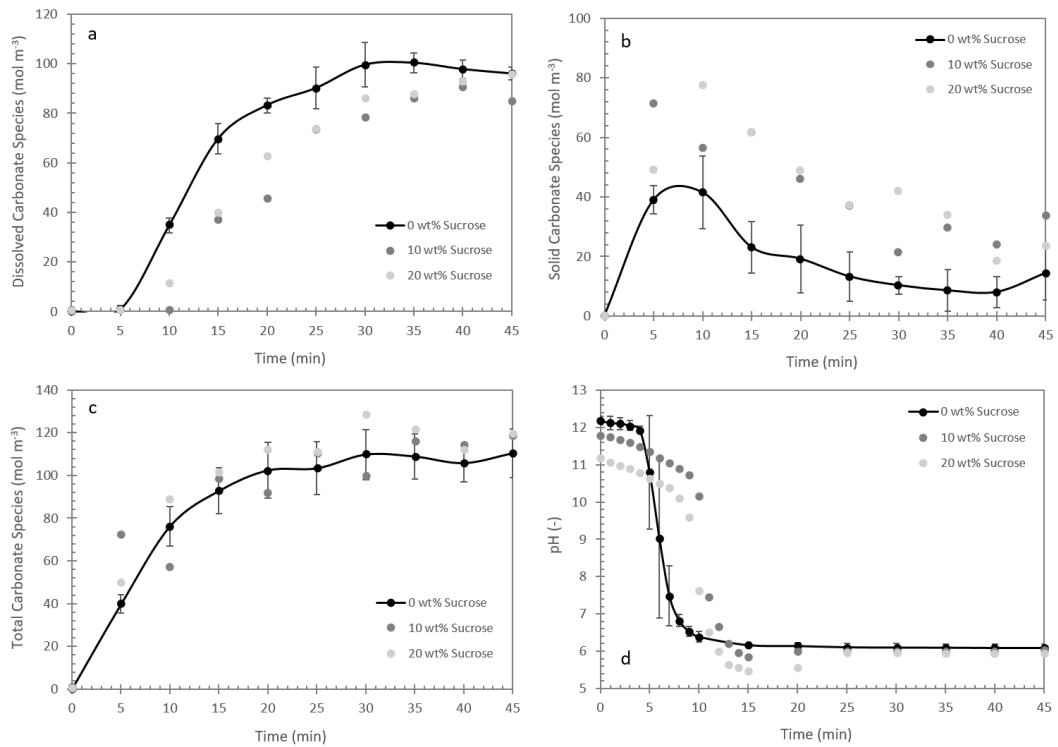 a
Dissolved Carbonate Species (mol m⁻³)
120
100
80
60
40
20
0
0 5 10 15 20 25 30 35 40 45
Time (min)
0 wt% Sucrose
10 wt% Sucrose
20 wt% Sucrose
b
Solid Carbonate Species (mol m⁻³)
100
80
60
40
20
0
0 5 10 15 20 25 30 35 40 45
Time (min)
0 wt% Sucrose
10 wt% Sucrose
20 wt% Sucrose
c
Total Carbonate Species (mol m⁻³)
140
120
100
80
60
40
20
0
0 5 10 15 20 25 30 35 40 45
Time (min)
0 wt% Sucrose
10 wt% Sucrose
20 wt% Sucrose
d
pH (-)
13
12
11
10
9
8
7
6
5
0 5 10 15 20 25 30 35 40 45
Time (min)
0 wt% Sucrose
10 wt% Sucrose
20 wt% Sucrose